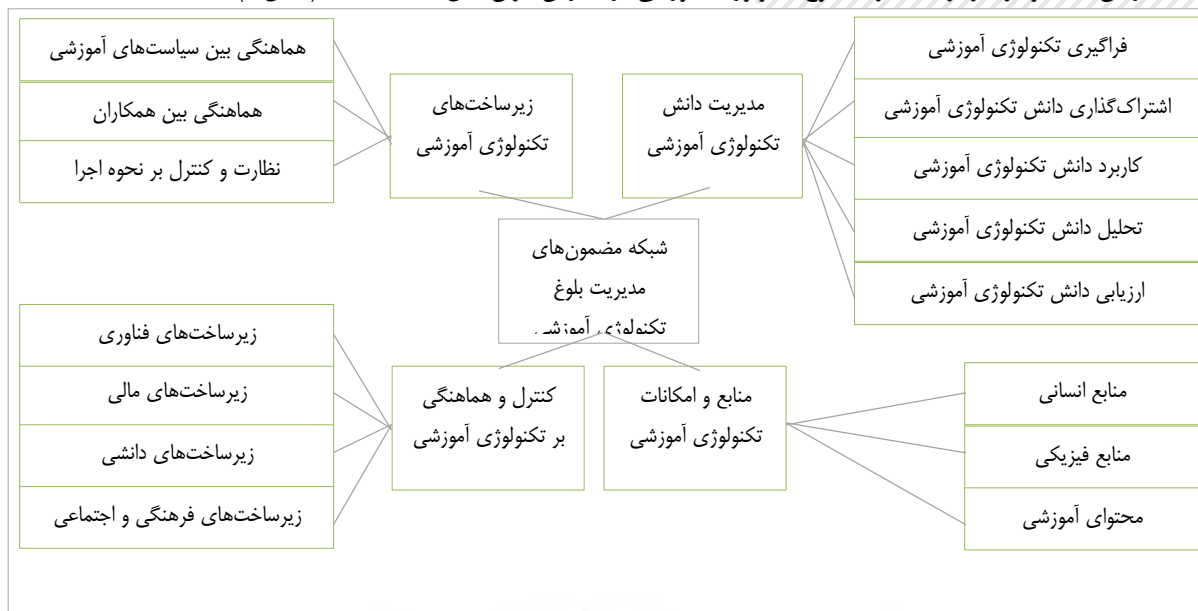 فراگیری تکنولوژی آموزشی
اشتراک‌گذاری دانش تکنولوژی آموزشی
کاربرد دانش تکنولوژی آموزشی
تحلیل دانش تکنولوژی آموزشی
ارزیابی دانش تکنولوژی آموزشی
مدیریت دانش
تکنولوژی آموزشی
زیرساخت‌های
تکنولوژی آموزشی
هماهنگی بین سیاست‌های آموزشی
هماهنگی بین همکاران
نظارت و کنترل بر نحوه اجرا
شبکه مضمون‌های
مدیریت بلوغ
تکنولوژی آموزشی
منابع انسانی
منابع فیزیکی
محتوای آموزشی
منابع و امکانات
تکنولوژی آموزشی
کنترل و هماهنگی
بر تکنولوژی آموزشی
زیرساخت‌های فناوری
زیرساخت‌های مالی
زیرساخت‌های دانشی
زیرساخت‌های فرهنگی و اجتماعی